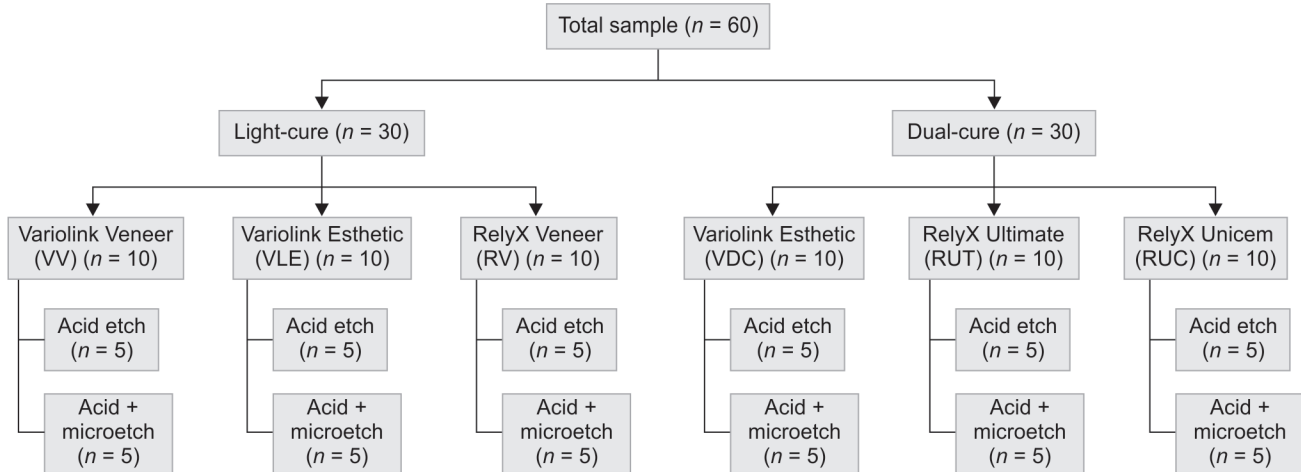 Total sample (n = 60)
Light-cure (n = 30)
Dual-cure (n = 30)
Variolink Veneer
(VV) (n = 10)
Variolink Esthetic
(VLE) (n = 10)
RelyX Veneer
(RV) (n = 10)
Variolink Esthetic
(VDC) (n = 10)
RelyX Ultimate
(RUT) (n = 10)
RelyX Unicem
(RUC) (n = 10)
Acid etch
(n = 5)
Acid etch
(n = 5)
Acid etch
(n = 5)
Acid etch
(n = 5)
Acid etch
(n = 5)
Acid etch
(n = 5)
Acid +
microetch
(n = 5)
Acid +
microetch
(n = 5)
Acid +
microetch
(n = 5)
Acid +
microetch
(n = 5)
Acid +
microetch
(n = 5)
Acid +
microetch
(n = 5)